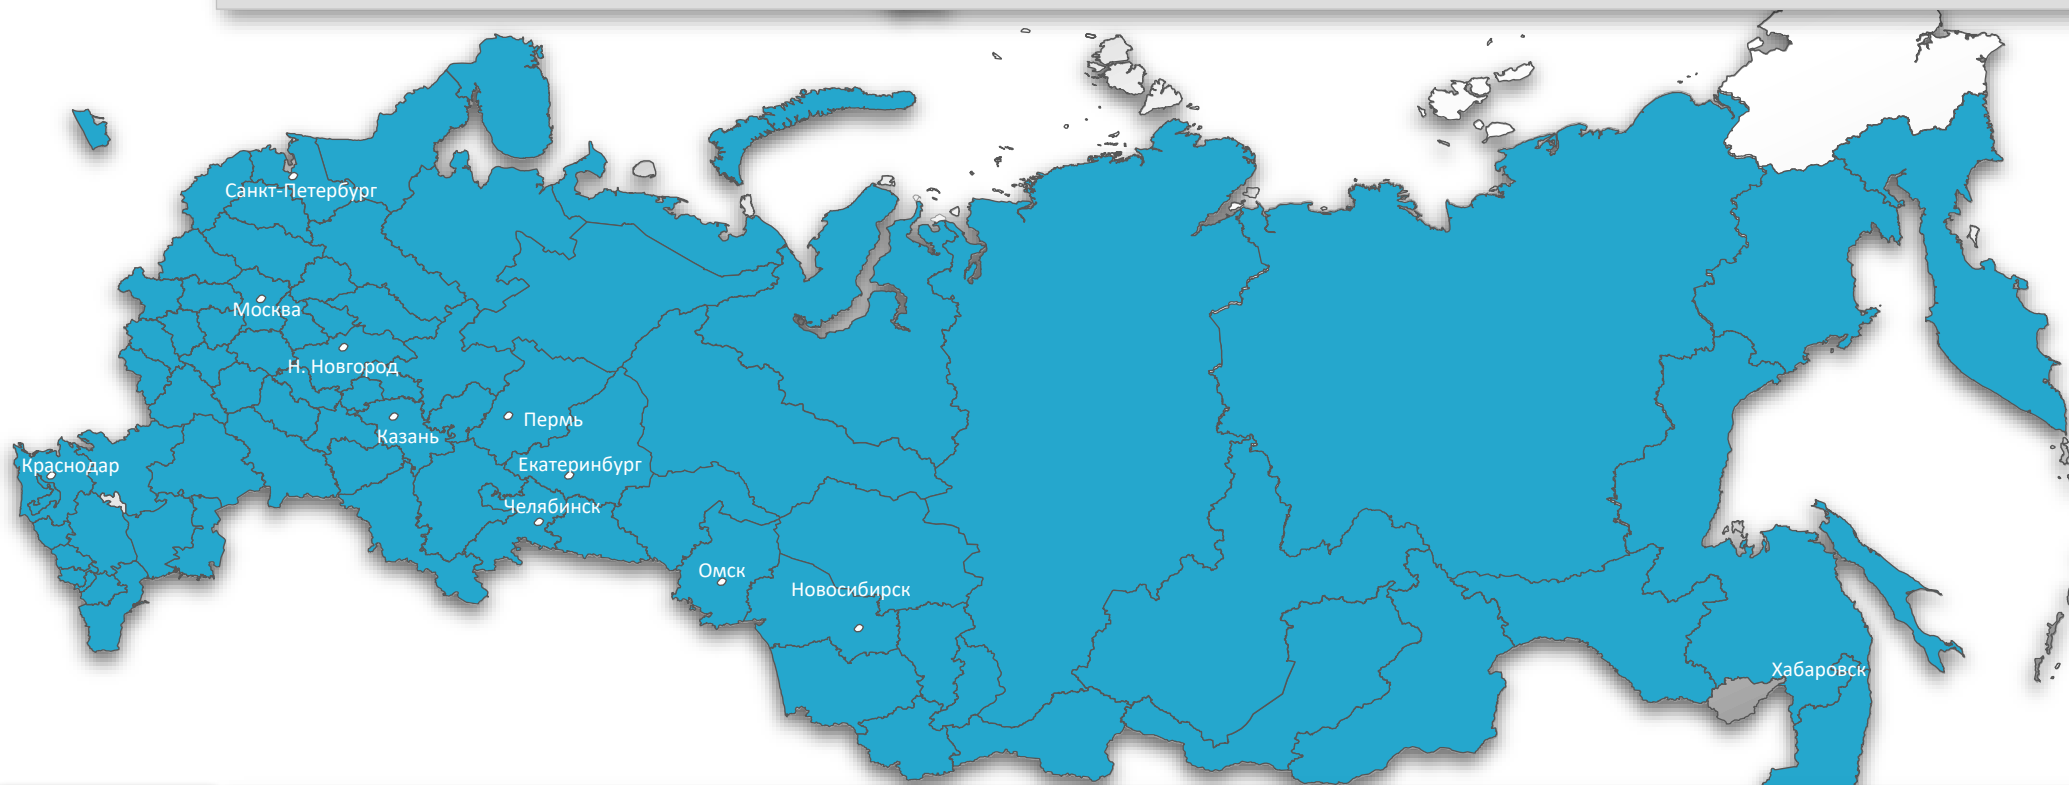 Санкт-Петербург
Москва
Н. Новгород
Пермь
Казань
Краснодар
Екатеринбург
Челябинск
Омск
Новосибирск
Хабаровск